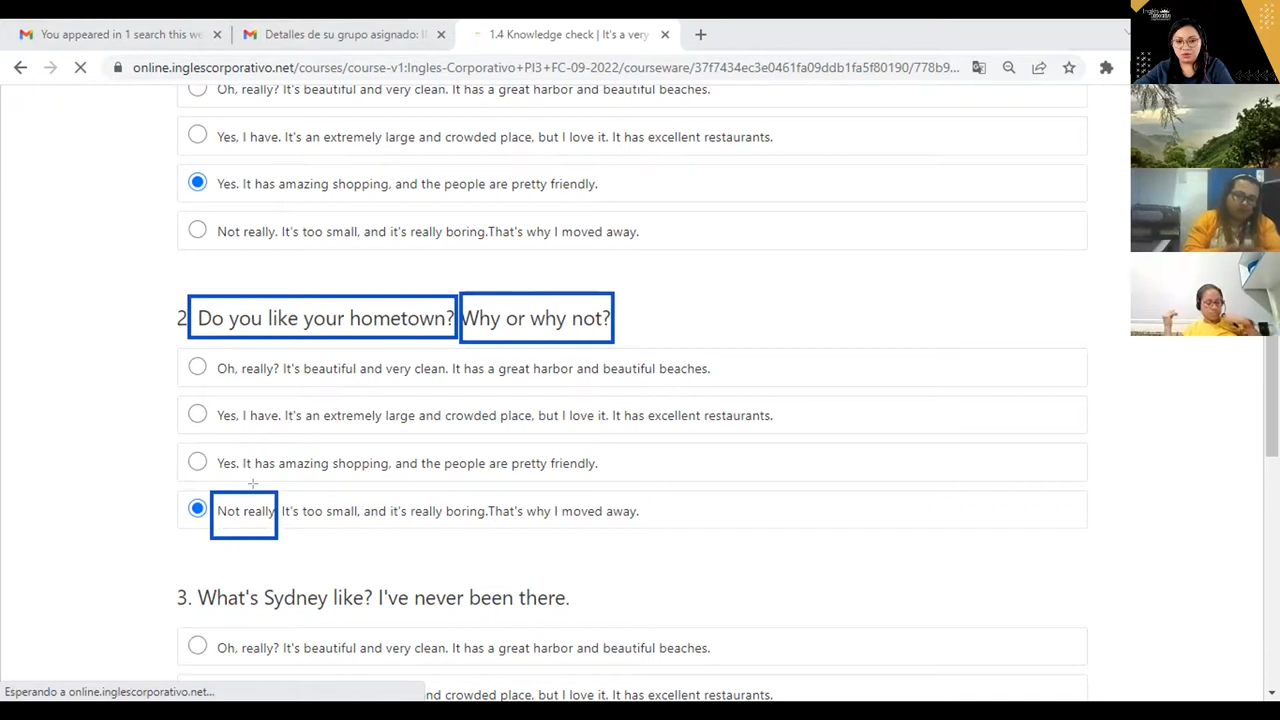 You appeared in 1 search this we
Detalles de su grupo asignado: I
1.4 Knowledge check | It's a very
online.inglescorporativo.net/courses/course-v1:Ingles-Corporativo+PI3+FC-09-2022/courseware/37f7434ec3e0461fa09ddb1fa5f80190/778b9...
Inglés
Corporativo
Oh, really? It's beautiful and very clean. It has a great harbor and beautiful beaches.
Yes, I have. It's an extremely large and crowded place, but I love it. It has excellent restaurants.
Yes. It has amazing shopping, and the people are pretty friendly.
Not really. It's too small, and it's really boring.That's why I moved away.
2 Do you like your hometown? Why or why not?
Oh, really? It's beautiful and very clean. It has a great harbor and beautiful beaches.
Yes, I have. It's an extremely large and crowded place, but I love it. It has excellent restaurants.
Yes. It has amazing shopping, and the people are pretty friendly.
Not really It's too small, and it's really boring.That's why I moved away.
3. What's Sydney like? I've never been there.
Oh, really? It's beautiful and very clean. It has a great harbor and beautiful beaches.
nd crowded place, but I love it. It has excellent restaurants.
Esperando a online.inglescorporativo.net...